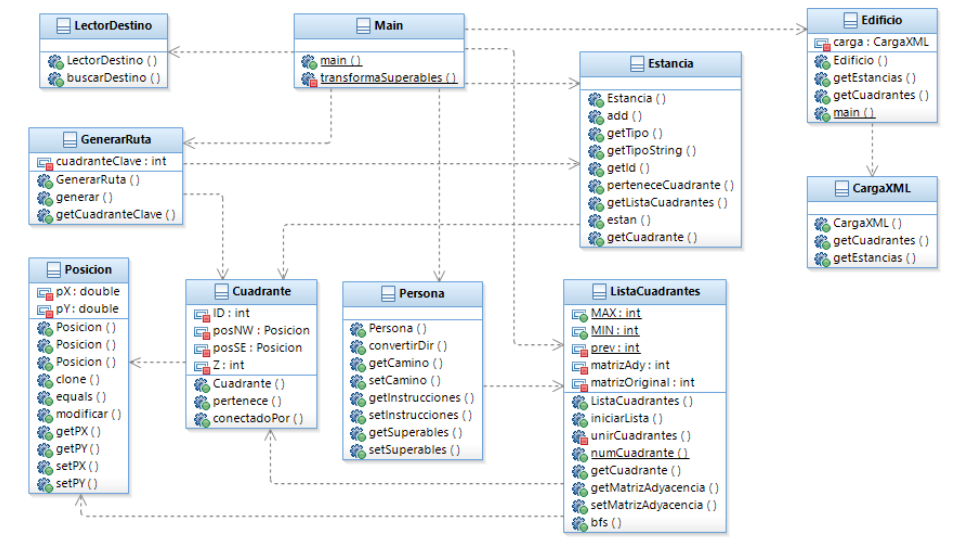 LectorDestino
LectorDestino ( )
buscarDestino ( )
Main
main ( )
transformaSuperables ( )
Edificio
carga : CargaXML
Edificio ( )
getEstancias ( )
getCuadrantes ( )
main ( )
Estancia
Estancia ( )
add ( )
getTipo ( )
getTipoString ( )
getId ( )
perteneceCuadrante ( )
getListaCuadrantes ( )
estan ( )
getCuadrante ( )
GenerarRuta
cuadranteClave : int
GenerarRuta ( )
generar ( )
getCuadranteClave ( )
CargaXML
CargaXML ( )
getCuadrantes ( )
getEstancias ( )
Posicion
pX : double
pY : double
Posicion ( )
Posicion ( )
Posicion ( )
clone ( )
equals ( )
modificar ( )
getPX ( )
getPY ( )
setPX ( )
setPY ( )
Cuadrante
ID : int
posNW : Posicion
posSE : Posicion
Z : int
Cuadrante ( )
pertenece ( )
conectadoPor ( )
Persona
Persona ( )
convertirDir ( )
getCamino ( )
setCamino ( )
getInstrucciones ( )
setInstrucciones ( )
getSuperables ( )
setSuperables ( )
ListaCuadrantes
MAX : int
MIN : int
prev : int
matrizAdy : int
matrizOriginal : int
ListaCuadrantes ( )
iniciarLista ( )
unirCuadrantes ( )
numCuadrante ( )
getCuadrante ( )
getMatrizAdyacencia ( )
setMatrizAdyacencia ( )
bfs ( )